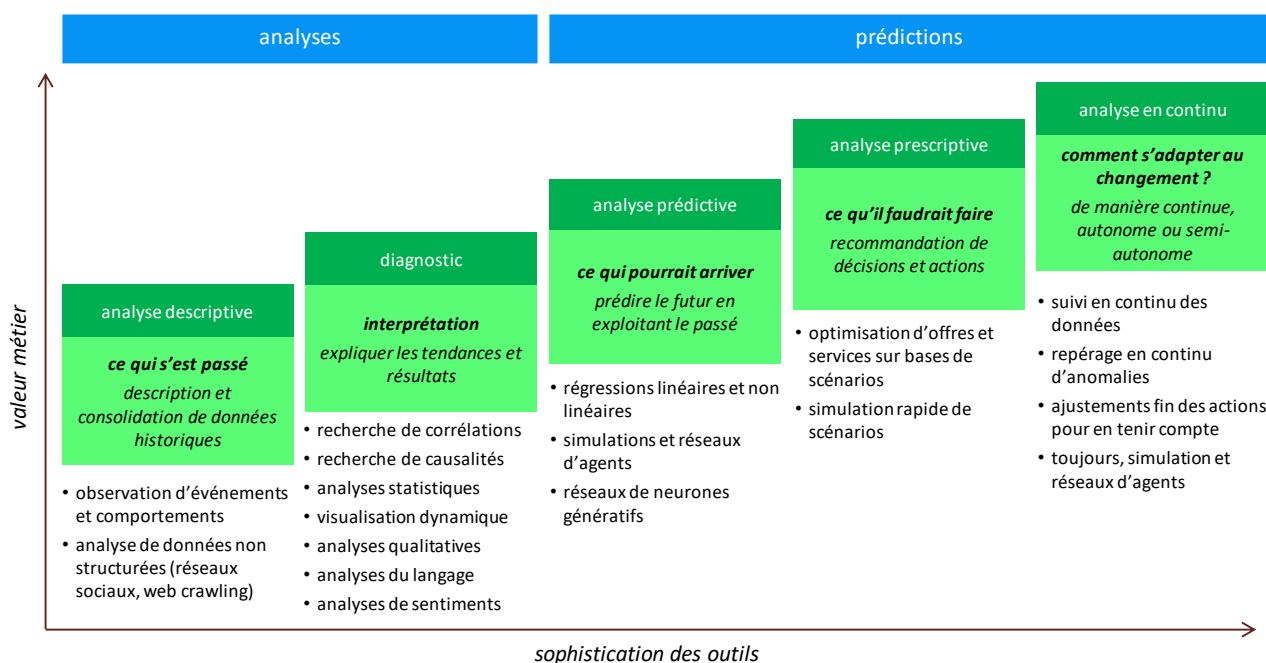 analyses
prédictions
valeur métier
analyse descriptive
ce qui s'est passé
description et
consolidation de données
historiques
• observation d'événements
et comportements
• analyse de données non
structurées (réseaux
sociaux, web crawling)
diagnostic
interprétation
expliquer les tendances et
résultats
• recherche de corrélations
• recherche de causalités
• analyses statistiques
• visualisation dynamique
• analyses qualitatives
• analyses du langage
• analyses de sentiments
analyse prédictive
ce qui pourrait arriver
prédire le futur en
exploitant le passé
• régressions linéaires et non
linéaires
• simulations et réseaux
d'agents
• réseaux de neurones
génératifs
analyse prescriptive
ce qu'il faudrait faire
recommandation de
décisions et actions
• optimisation d'offres et
services sur bases de
scénarios
• simulation rapide de
scénarios
analyse en continu
comment s'adapter au
changement ?
de manière continue,
autonome ou semi-
autonome
• suivi en continu des
données
• repérage en continu
d'anomalies
• ajustements fin des actions
pour en tenir compte
• toujours, simulation et
réseaux d'agents
sophistication des outils